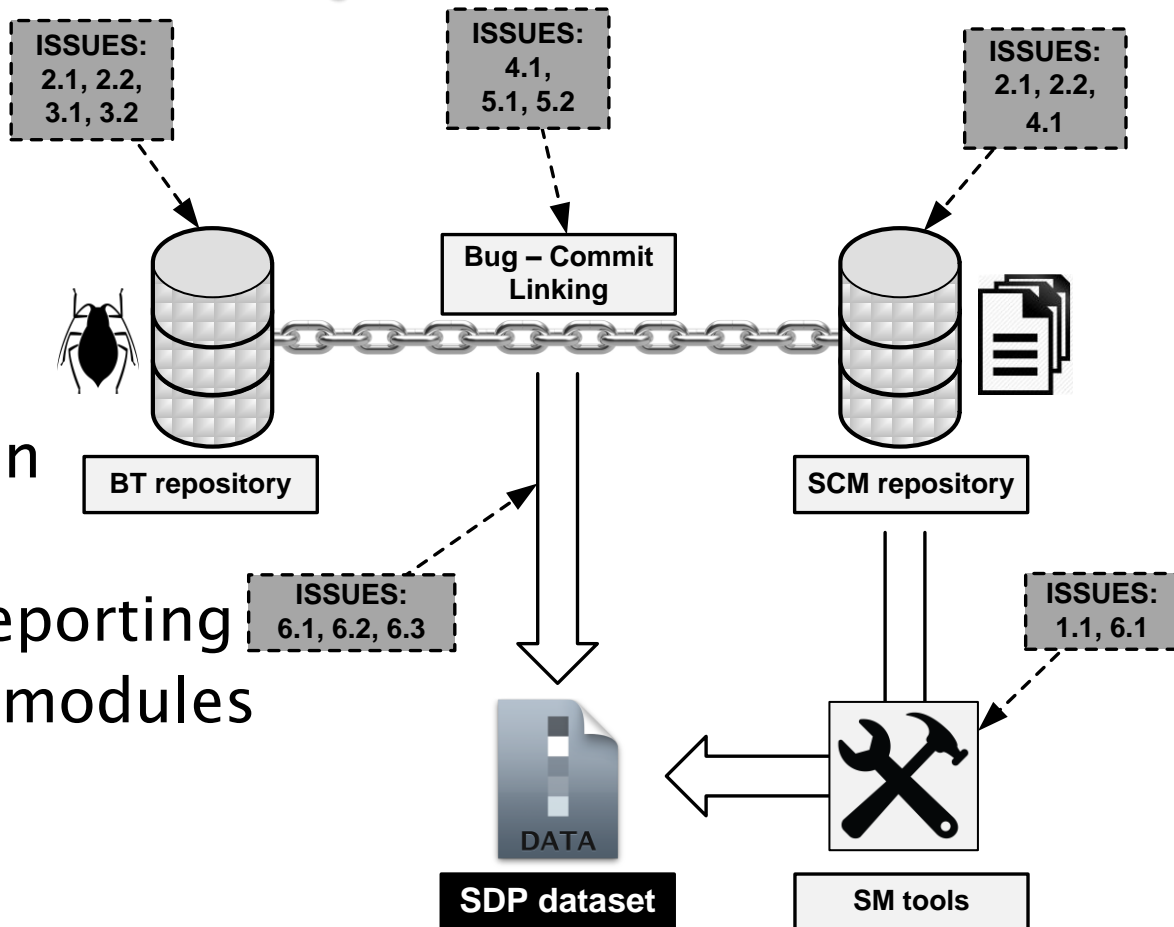 ISSUES:
2.1, 2.2,
3.1, 3.2
ISSUES:
4.1,
5.1, 5.2
ISSUES:
2.1, 2.2,
4.1
Bug – Commit
Linking
n
BT repository
SCM repository
eporting
modules
ISSUES:
6.1, 6.2, 6.3
ISSUES:
1.1, 6.1
DATA
SDP dataset
SM tools